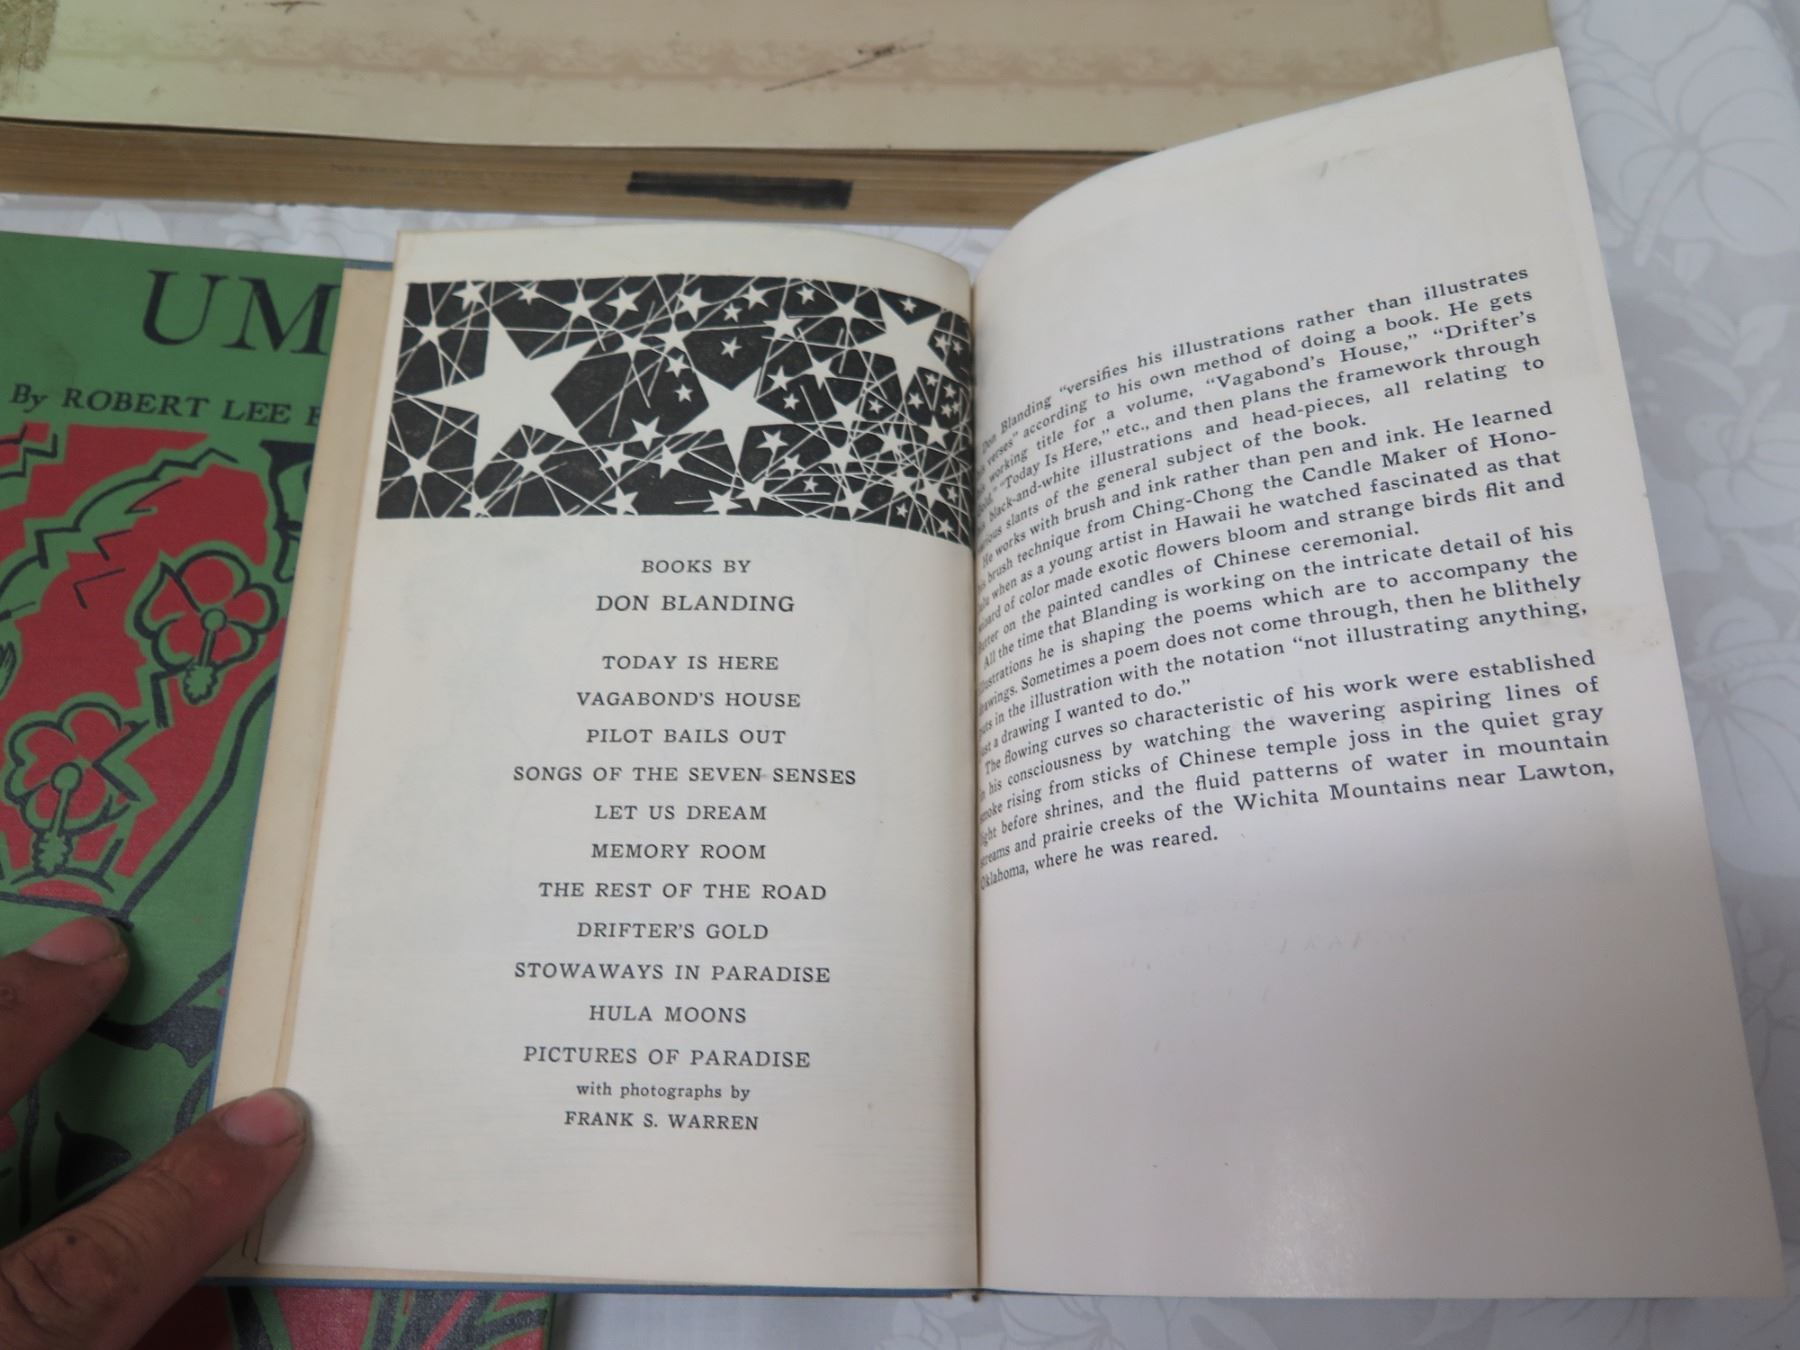 UM
By ROBERT LEE
BOOKS BY
DON BLANDING
TODAY IS HERE
VAGABOND'S HOUSE
PILOT BAILS OUT
SONGS OF THE SEVEN SENSES
LET US DREAM
MEMORY ROOM
THE REST OF THE ROAD
DRIFTER'S GOLD
STOWAWAYS IN PARADISE
HULA MOONS
PICTURES OF PARADISE
with photographs by
FRANK S. WARREN
Don Blanding "versifies his illustrations rather than illustrates
his verses" according to his own method of doing a book. He gets
his working title for a volume, "Vagabond's House," "Drifter's
Gold," "Today Is Here," etc., and then plans the framework through
his black-and-white illustrations and head-pieces, all relating to
various slants of the general subject of the book.
He works with brush and ink rather than pen and ink. He learned
his brush technique from Ching-Chong the Candle Maker of Hono-
lulu when as a young artist in Hawaii he watched fascinated as that
wizard of color made exotic flowers bloom and strange birds flit and
flutter on the painted candles of Chinese ceremonial.
All the time that Blanding is working on the intricate detail of his
illustrations he is shaping the poems which are to accompany the
drawings. Sometimes a poem does not come through, then he blithely
puts in the illustration with the notation "not illustrating anything,
just a drawing I wanted to do."
The flowing curves so characteristic of his work were established
in his consciousness by watching the wavering aspiring lines of
smoke rising from sticks of Chinese temple joss in the quiet gray
light before shrines, and the fluid patterns of water in mountain
streams and prairie creeks of the Wichita Mountains near Lawton,
Oklahoma, where he was reared.